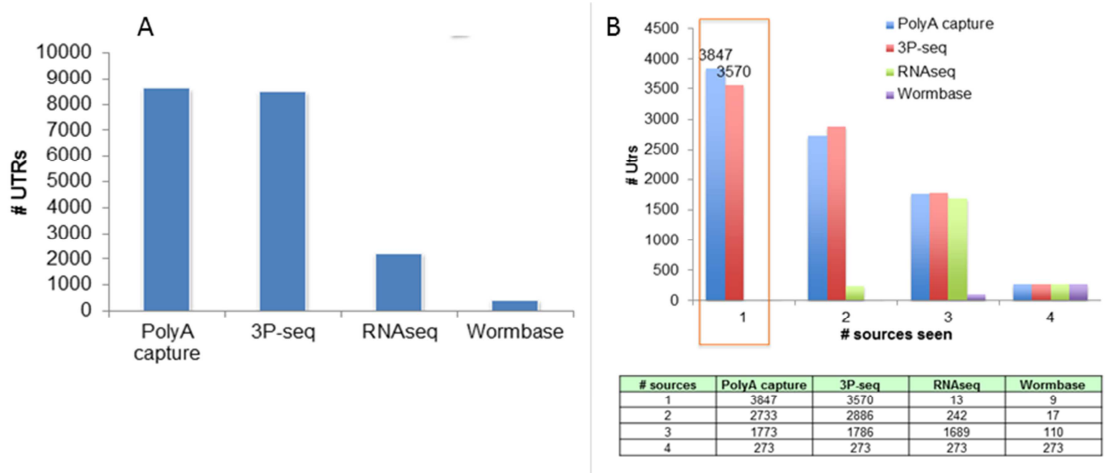 A
10000
9000
8000
7000
6000
5000
4000
3000
2000
1000
0
# UTRs
PolyA capture
3P-seq
RNAseq
Wormbase
B
4500
4000
3500
3000
2500
2000
1500
1000
500
0
# Utrs
3847
3570
PolyA capture
3P-seq
RNAseq
Wormbase
1 2 3 4
# sources seen
# sources PolyA capture 3P-seq RNAseq Wormbase
1 3847 3570 13 9
2 2733 2886 242 17
3 1773 1786 1689 110
4 273 273 273 273